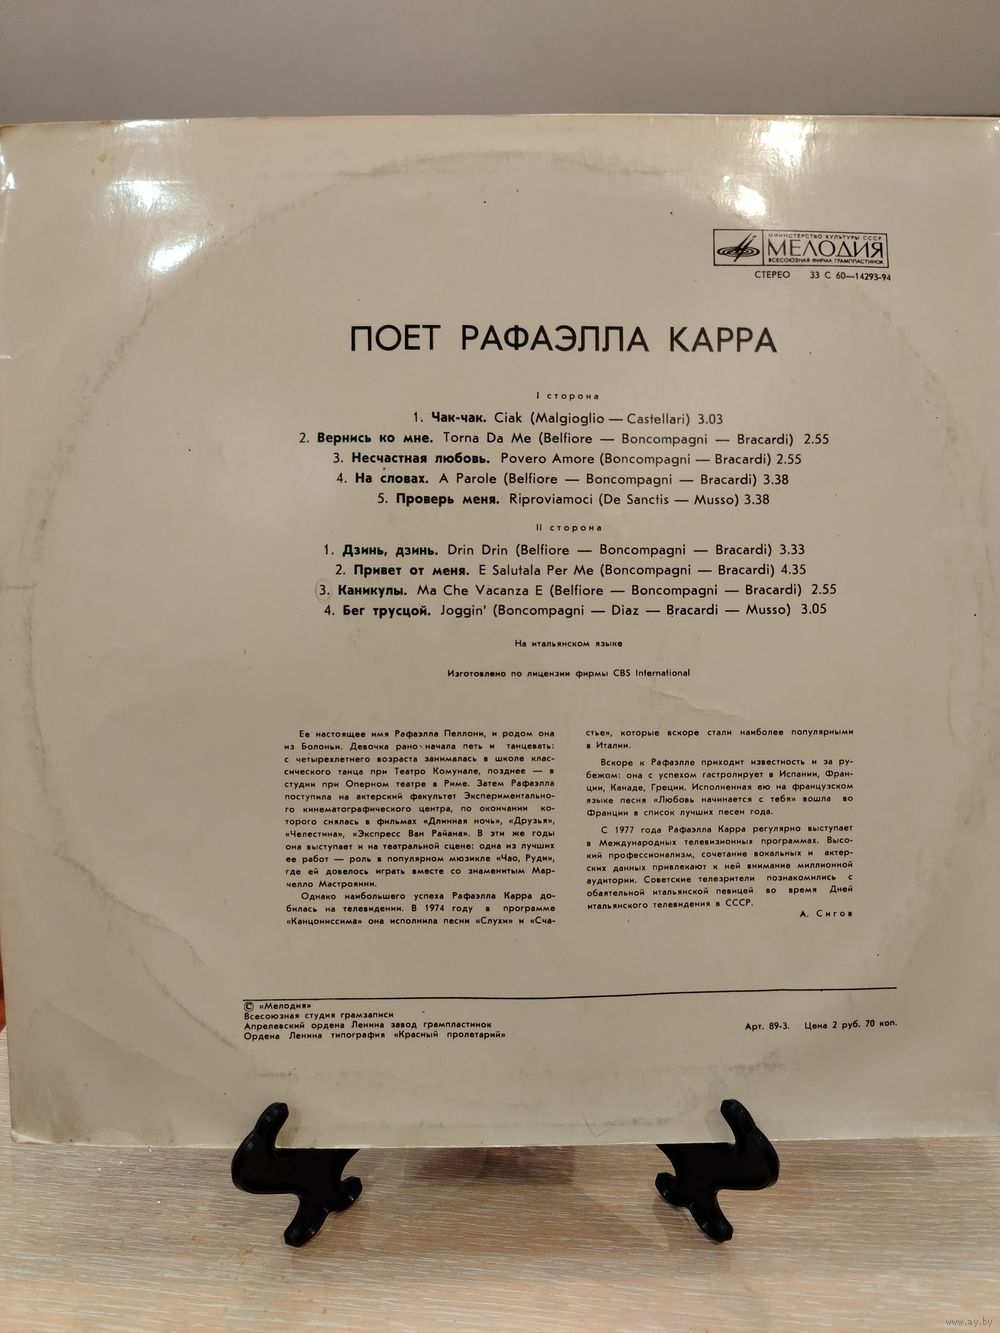 МИНИСТЕРСТВО КУЛЬТУРЫ СССР
МЕЛОДИЯ
ВСЕСОЮЗНАЯ ФИРМА ГРАМПЛАСТИНОК
СТЕРЕО 33 С 60—14293-94
ПОЕТ РАФАЭЛЛА КАРРА
I сторона
1. Чак-чак. Ciak (Malgioglio — Castellari) 3.03
2. Вернись ко мне. Torna Da Me (Belfiore — Boncompagni — Bracardi) 2.55
3. Несчастная любовь. Povero Amore (Boncompagni — Bracardi) 2.55
4. На словах. A Parole (Belfiore — Boncompagni — Bracardi) 3.38
5. Проверь меня. Riproviamoci (De Sanctis — Musso) 3.38
II сторона
1. Дзинь, дзинь. Drin Drin (Belfiore — Boncompagni — Bracardi) 3.33
2. Привет от меня. E Salutala Per Me (Boncompagni — Bracardi) 4.35
3. Каникулы. Ma Che Vacanza E (Belfiore — Boncompagni — Bracardi) 2.55
4. Бег трусцой. Joggin' (Boncompagni — Diaz — Bracardi — Musso) 3.05
На итальянском языке
Изготовлено по лицензии фирмы CBS International
Ее настоящее имя Рафаэлла Пеллони, и родом она
из Болоньи. Девочка рано начала петь и танцевать:
с четырехлетнего возраста занималась в школе клас-
сического танца при Театро Комунале, позднее — в
студии при Оперном театре в Риме. Затем Рафаэлла
поступила на актерский факультет Экспериментально-
го кинематографического центра, по окончании ко-
торого снялась в фильмах «Длинная ночь», «Друзья»,
«Челестина», «Экспресс Ван Райана». В эти же годы
она выступает и на театральной сцене: одна из лучших
ее работ — роль в популярном мюзикле «Чао, Руди»,
где ей довелось играть вместе со знаменитым Мар-
челло Мастроянни.
Однако наибольшего успеха Рафаэлла Карра до-
билась на телевидении. В 1974 году в программе
«Канцониссима» она исполнила песни «Слухи» и «Сча-
стье», которые вскоре стали наиболее популярными
в Италии.
Вскоре к Рафаэлле приходит известность и за ру-
бежом: она с успехом гастролирует в Испании, Фран-
ции, Канаде, Греции. Исполненная ею на французском
языке песня «Любовь начинается с тебя» вошла во
Франции в список лучших песен года.
С 1977 года Рафаэлла Карра регулярно выступает
в Международных телевизионных программах. Высо-
кий профессионализм, сочетание вокальных и актер-
ских данных привлекают к ней внимание миллионной
аудитории. Советские телезрители познакомились с
обаятельной итальянской певицей во время Дней
итальянского телевидения в СССР.
А. Сигов
© «Мелодия»
Всесоюзная студия грамзаписи
Апрелевский ордена Ленина завод грампластинок
Ордена Ленина типография «Красный пролетарий»
Арт. 89-3. Цена 2 руб. 70 коп.
www.ay.by